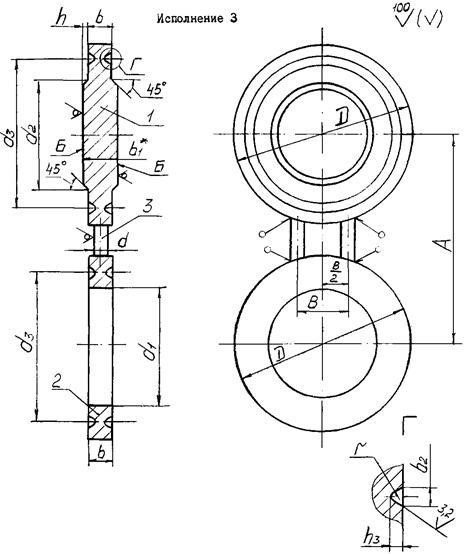 Исполнение 3
100 (√)
h
b
Г
45°
1
d3
d2
Б
b1*
Б
45°
3
d
D
A
B/2
B
d3
d1
D
2
b
Г
r
b2
3,2
h3